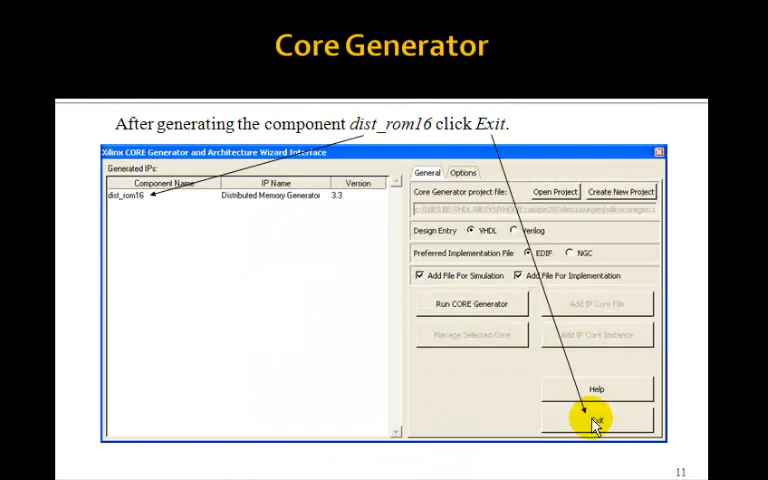 Core Generator
After generating the component dist_rom16 click Exit.
Xilinx CORE Generator and Architecture Wizard Interface
Generated IPs:
Component Name IP Name Version
dist_rom16 Distributed Memory Generator 3.3
General Options
Core Generator project file: Open Project Create New Project
Design Entry VHDL Verilog
Preferred Implementation File EDIF NGC
Add File For Simulation Add File For Implementation
Run CORE Generator Add IP Core File
Manage Selected Core Add IP Core Instance
Help
Exit
11